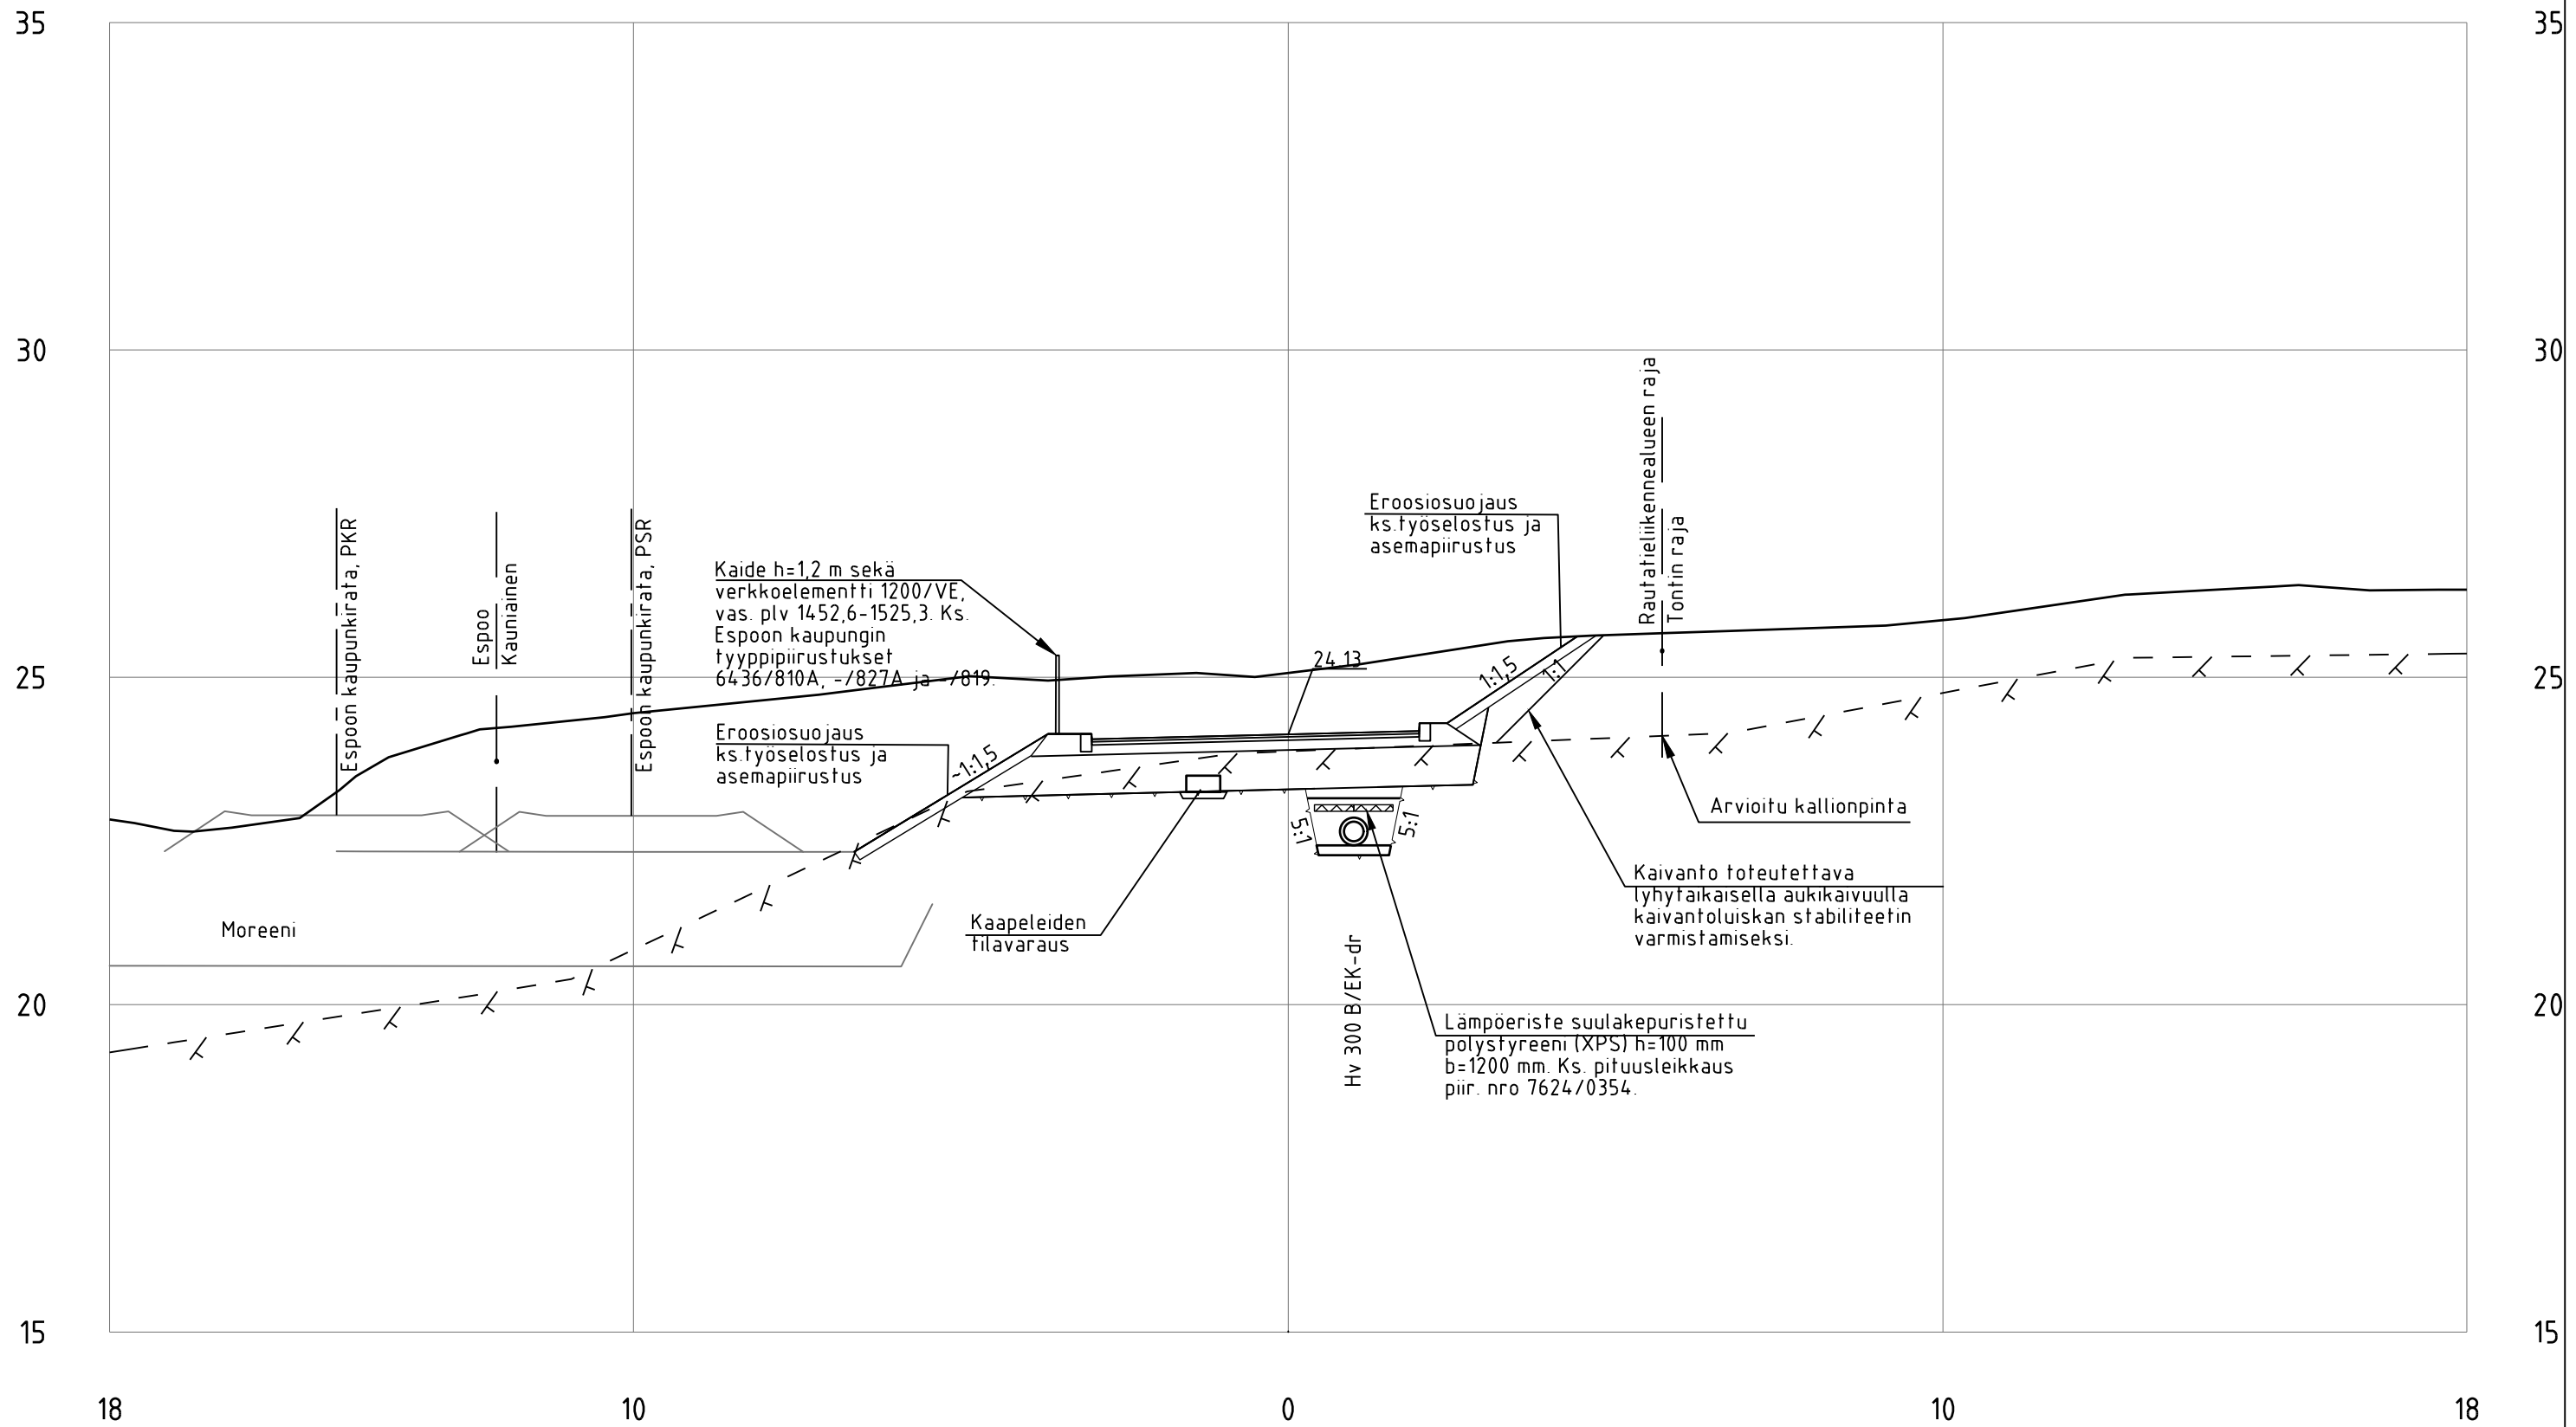 35
35
30
30
25
25
20
20
15
15
18
10
0
10
18
Espoon kaupunkirata, PKR
Espoo
Kauniainen
Espoon kaupunkirata, PSR
Kaide h=1,2 m sekä
verkkoelementti 1200/VE,
vas. plv 1452,6-1525,3. Ks.
Espoon kaupungin
tyyppipiirustukset
6436/810A, -/827A ja -/819.
Eroosiosuojaus
ks.työselostus ja
asemapiirustus
~1:1,5
24.13
Eroosiosuojaus
ks.työselostus ja
asemapiirustus
1:1,5
1:1
Rautatieliikennealueen raja
Tontin raja
Arvioitu kallionpinta
5:1
5:1
Kaivanto toteutettava
lyhytaikaisella aukikaivuulla
kaivantoluiskan stabiliteetin
varmistamiseksi.
Moreeni
Kaapeleiden
tilavaraus
Hv 300 B/EK-dr
Lämpöeriste suulakepuristettu
polystyreeni (XPS) h=100 mm
b=1200 mm. Ks. pituusleikkaus
piir. nro 7624/0354.